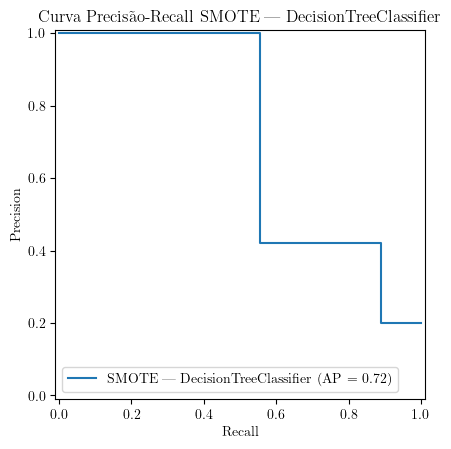 Curva Precisão-Recall SMOTE — DecisionTreeClassifier
1.0
0.8
0.6
0.4
0.2
0.0
Precision
SMOTE — DecisionTreeClassifier (AP = 0.72)
0.0 0.2 0.4 0.6 0.8 1.0
Recall